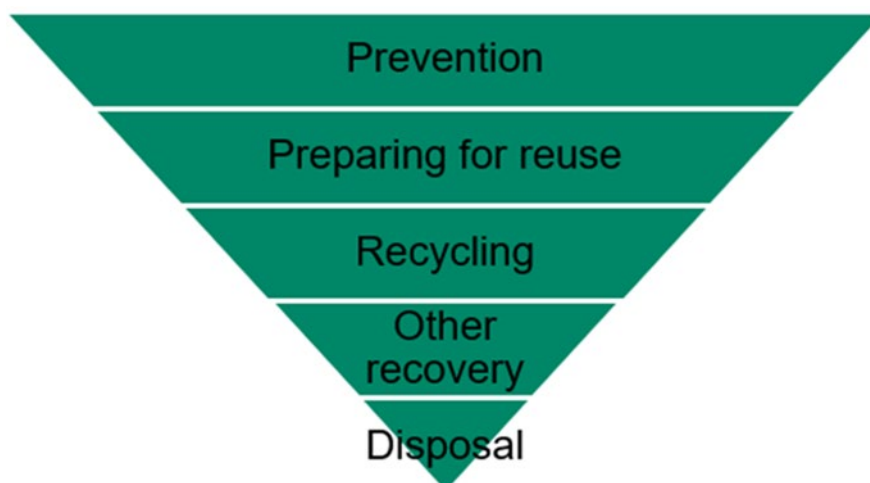 Prevention
Preparing for reuse
Recycling
Other
recovery
Disposal